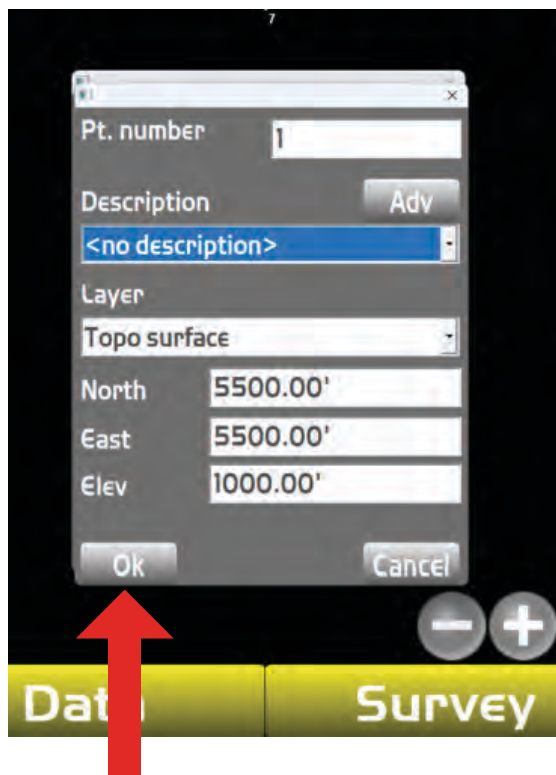 7
Pt. number 1
Description Adv
<no description>
Layer
Topo surface
North 5500.00'
East 5500.00'
Elev 1000.00'
Ok Cancel
− +
Survey